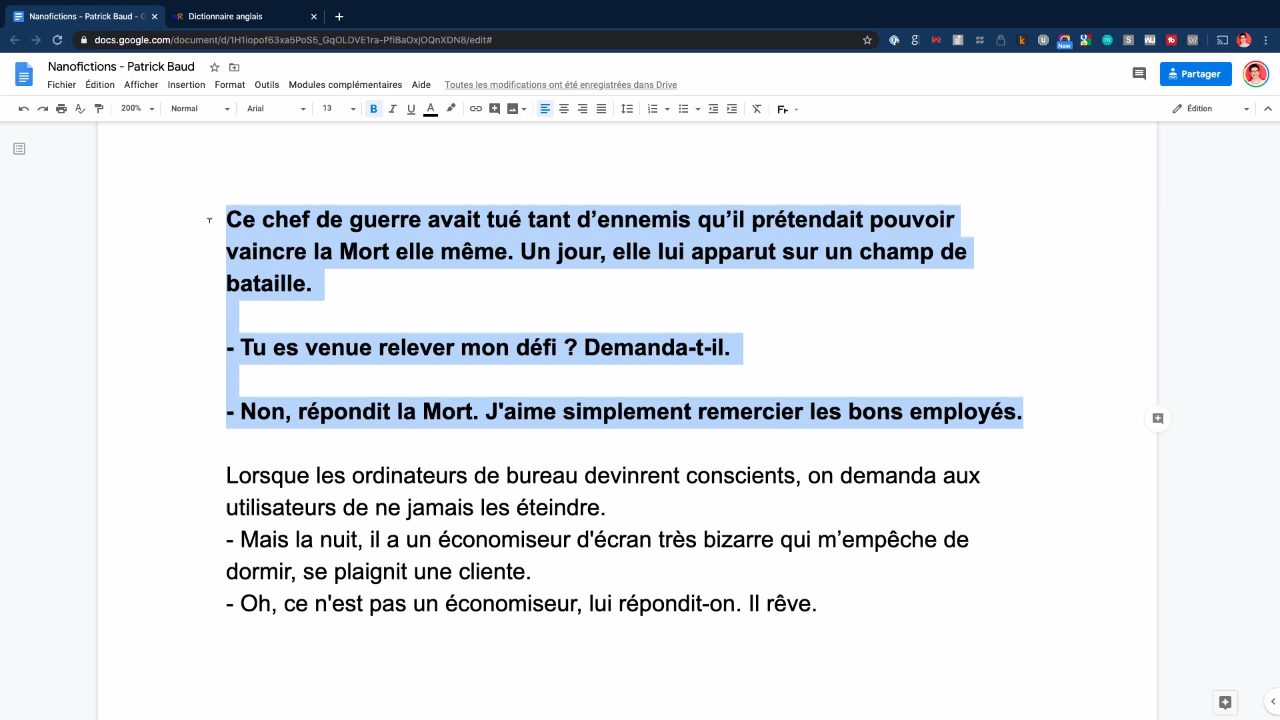 Nanofictions - Patrick Baud - G
Dictionnaire anglais
docs.google.com/document/d/1H1iopof63xa5PoS5_GqOLDVE1ra-PfiBaOxjOQnXDN8/edit#
Nanofictions - Patrick Baud
Fichier Édition Afficher Insertion Format Outils Modules complémentaires Aide Toutes les modifications ont été enregistrées dans Drive
Partager
200% Normal Arial 13 Édition
Ce chef de guerre avait tué tant d’ennemis qu’il prétendait pouvoir
vaincre la Mort elle même. Un jour, elle lui apparut sur un champ de
bataille.
- Tu es venue relever mon défi ? Demanda-t-il.
- Non, répondit la Mort. J'aime simplement remercier les bons employés.
Lorsque les ordinateurs de bureau devinrent conscients, on demanda aux
utilisateurs de ne jamais les éteindre.
- Mais la nuit, il a un économiseur d'écran très bizarre qui m’empêche de
dormir, se plaignit une cliente.
- Oh, ce n'est pas un économiseur, lui répondit-on. Il rêve.